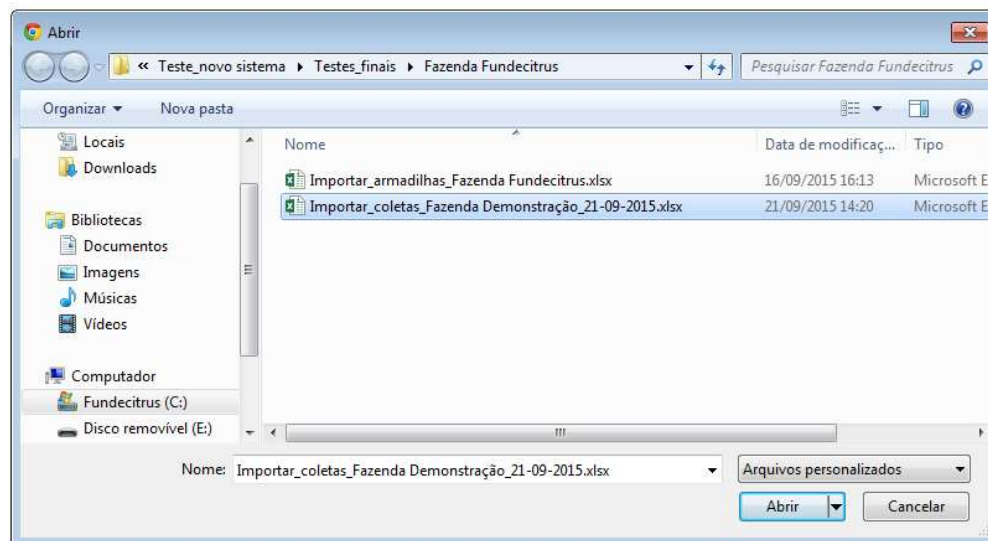 Abrir
« Teste_novo sistema ▸ Testes_finais ▸ Fazenda Fundecitrus
Pesquisar Fazenda Fundecitrus
Organizar
Nova pasta
Locais
Downloads
Bibliotecas
Documentos
Imagens
Músicas
Vídeos
Computador
Fundecitrus (C:)
Disco removível (E:)
Nome Data de modificaç... Tipo
Importar_armadilhas_Fazenda Fundecitrus.xlsx 16/09/2015 16:13 Microsoft E
Importar_coletas_Fazenda Demonstração_21-09-2015.xlsx 21/09/2015 14:20 Microsoft E
Nome: Importar_coletas_Fazenda Demonstração_21-09-2015.xlsx
Arquivos personalizados
Abrir
Cancelar